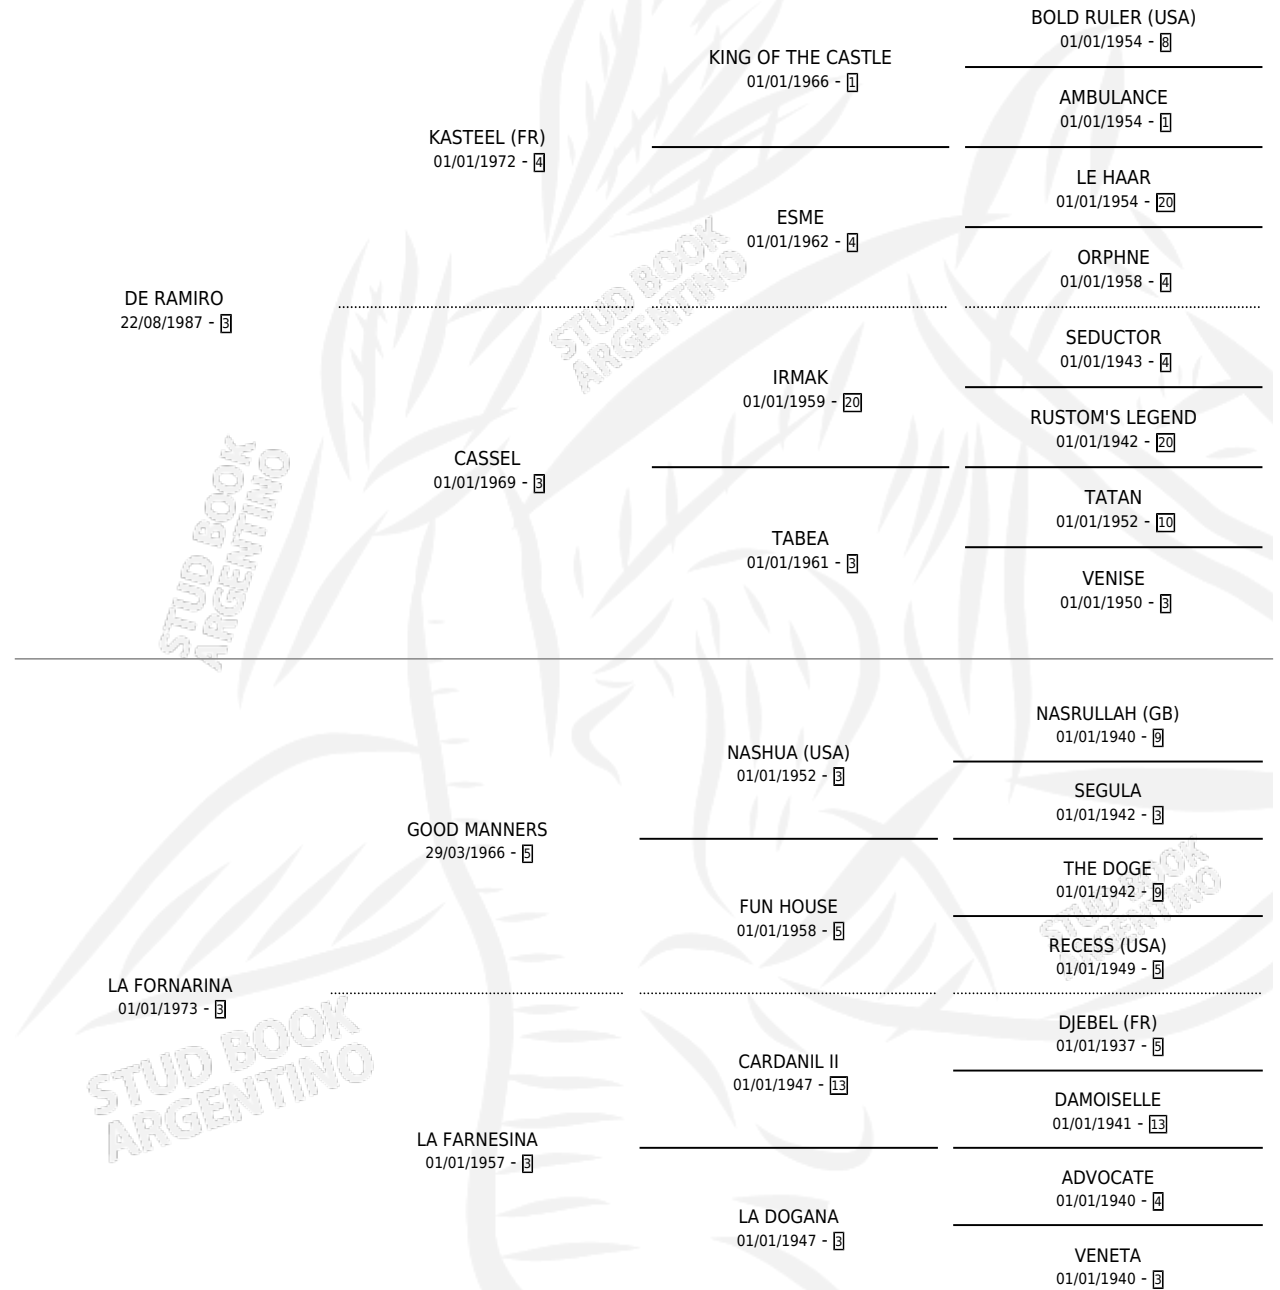 BOLD RULER (USA)
01/01/1954 - 8
KING OF THE CASTLE
01/01/1966 - 1
AMBULANCE
01/01/1954 - 1
KASTEEL (FR)
01/01/1972 - 4
LE HAAR
01/01/1954 - 20
ESME
01/01/1962 - 4
ORPHNE
01/01/1958 - 4
DE RAMIRO
22/08/1987 - 3
SEDUCTOR
01/01/1943 - 4
IRMAK
01/01/1959 - 20
RUSTOM'S LEGEND
01/01/1942 - 20
CASSEL
01/01/1969 - 3
TATAN
01/01/1952 - 10
TABEA
01/01/1961 - 3
VENISE
01/01/1950 - 3
NASRULLAH (GB)
01/01/1940 - 9
NASHUA (USA)
01/01/1952 - 3
SEGULA
01/01/1942 - 3
GOOD MANNERS
29/03/1966 - 5
THE DOGE
01/01/1942 - 9
FUN HOUSE
01/01/1958 - 5
RECESS (USA)
01/01/1949 - 5
LA FORNARINA
01/01/1973 - 3
DJEBEL (FR)
01/01/1937 - 5
CARDANIL II
01/01/1947 - 13
DAMOISELLE
01/01/1941 - 13
LA FARNESINA
01/01/1957 - 3
ADVOCATE
01/01/1940 - 4
LA DOGANA
01/01/1947 - 3
VENETA
01/01/1940 - 3
STUD BOOK
ARGENTINO
STUD BOOK
ARGENTINO
STUD BOOK
ARGENTINO
STUD BOOK
ARGENTINO